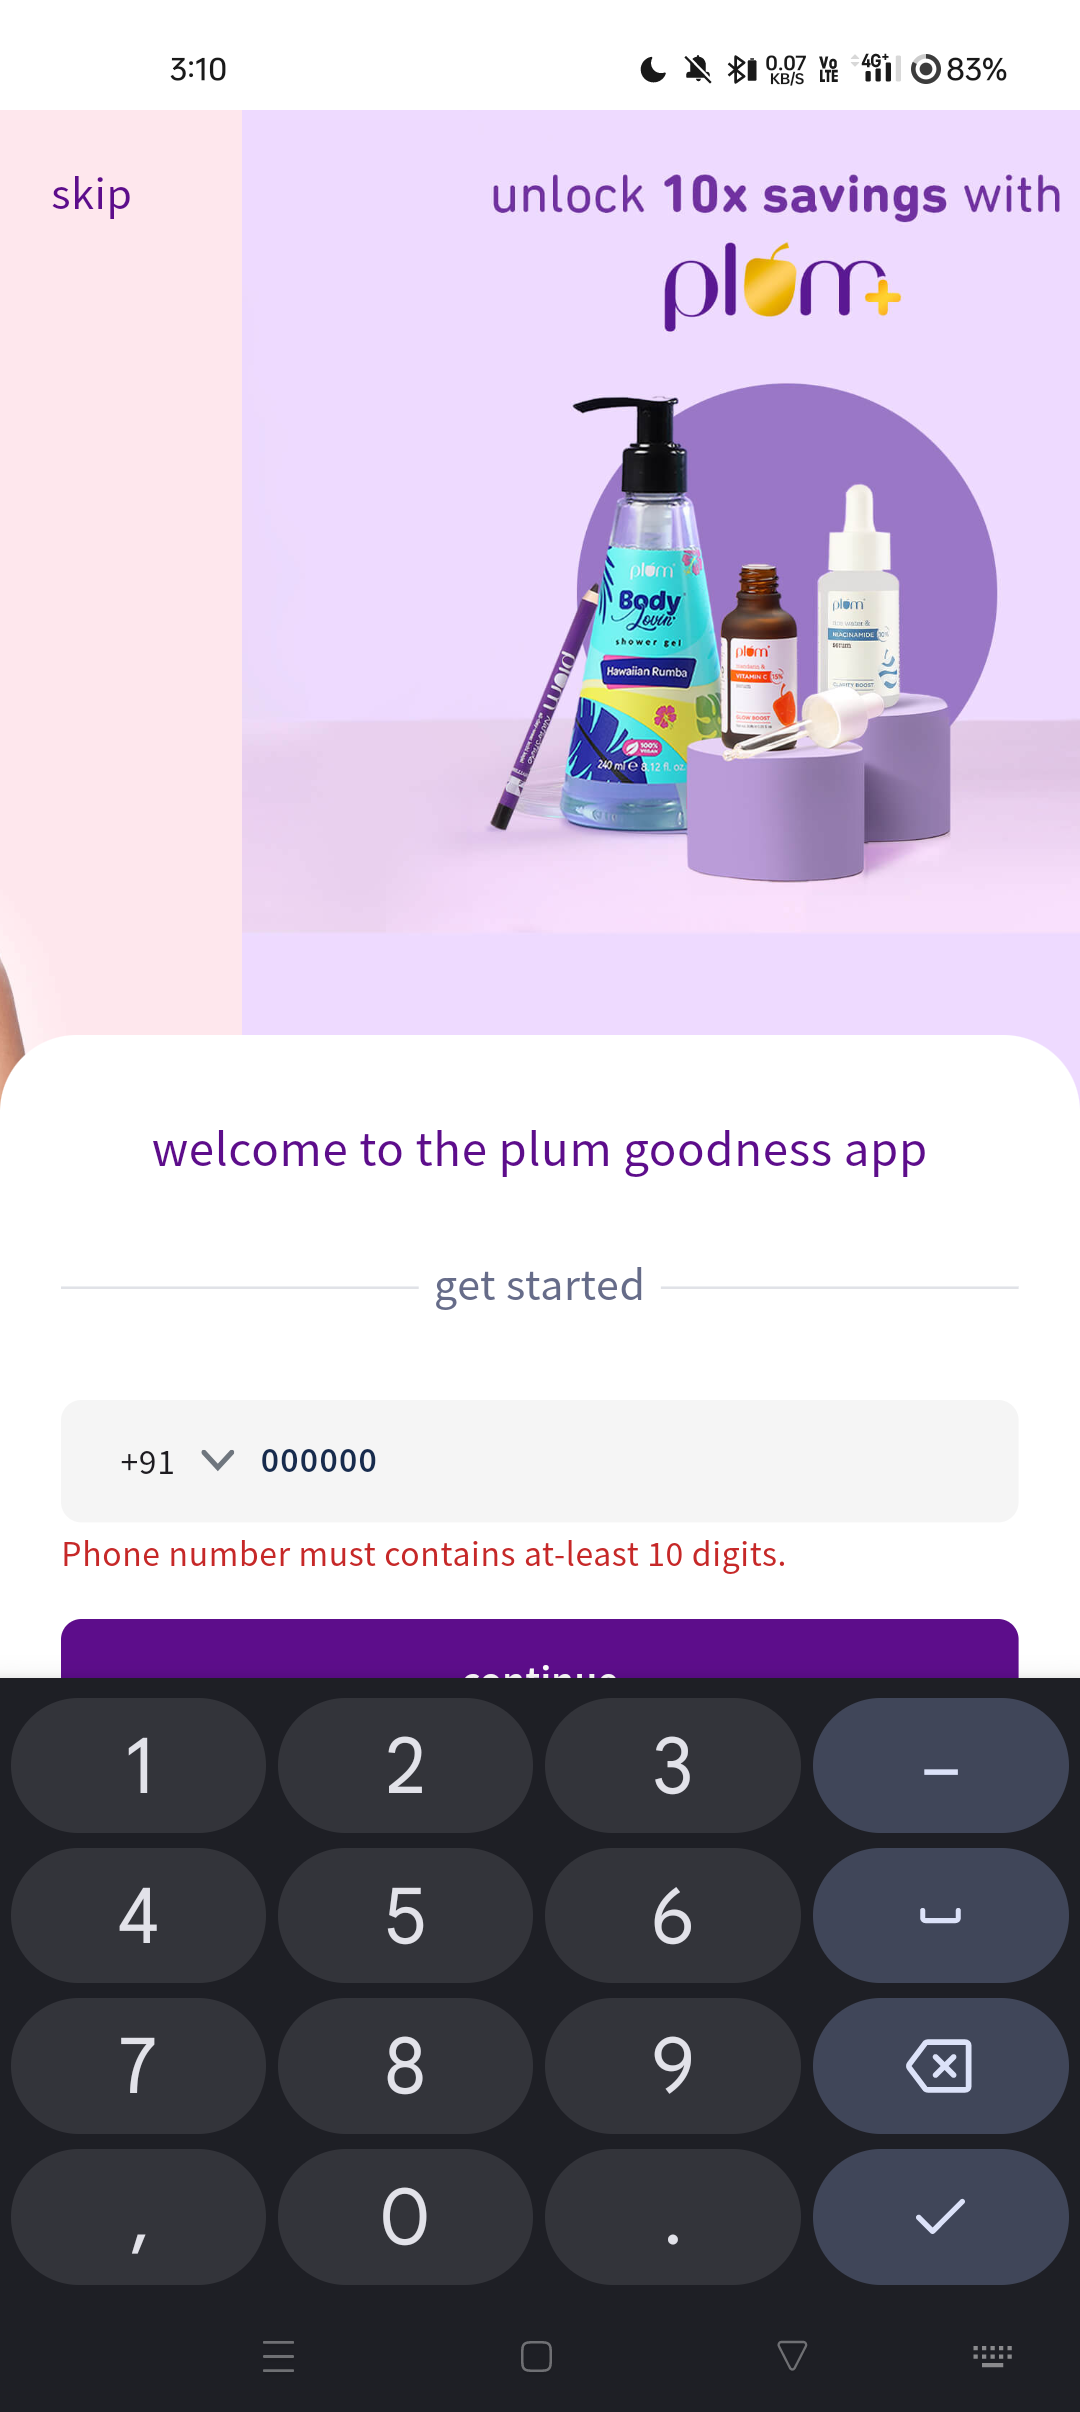 3:10
0.07
KB/S
Vo
LTE
4G+
83%
skip
unlock 10x savings with
plum+
plum
Body
Lovin'
shower gel
Hawaiian Rumba
100%
VEGAN
240 ml e 8.12 fl. oz.
plum
plum
VITAMIN C 15%
serum
GLOW BOOST
plum
rice water &
NIACINAMIDE 10%
serum
CLARITY BOOST
welcome to the plum goodness app
get started
+91 000000
Phone number must contains at-least 10 digits.
continue
1 2 3 –
4 5 6
7 8 9
, 0 .